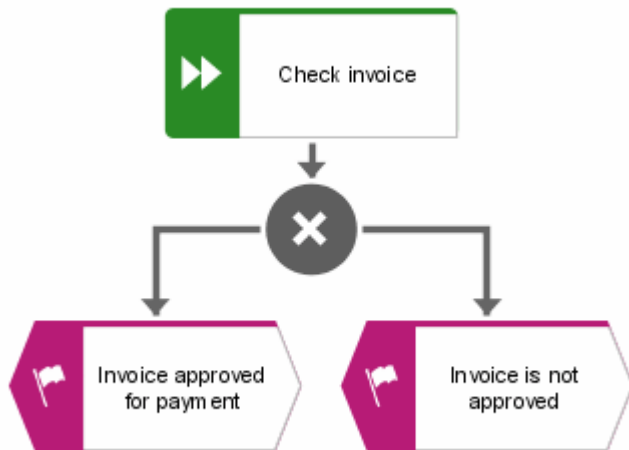 Check invoice
Invoice approved
for payment
Invoice is not
approved